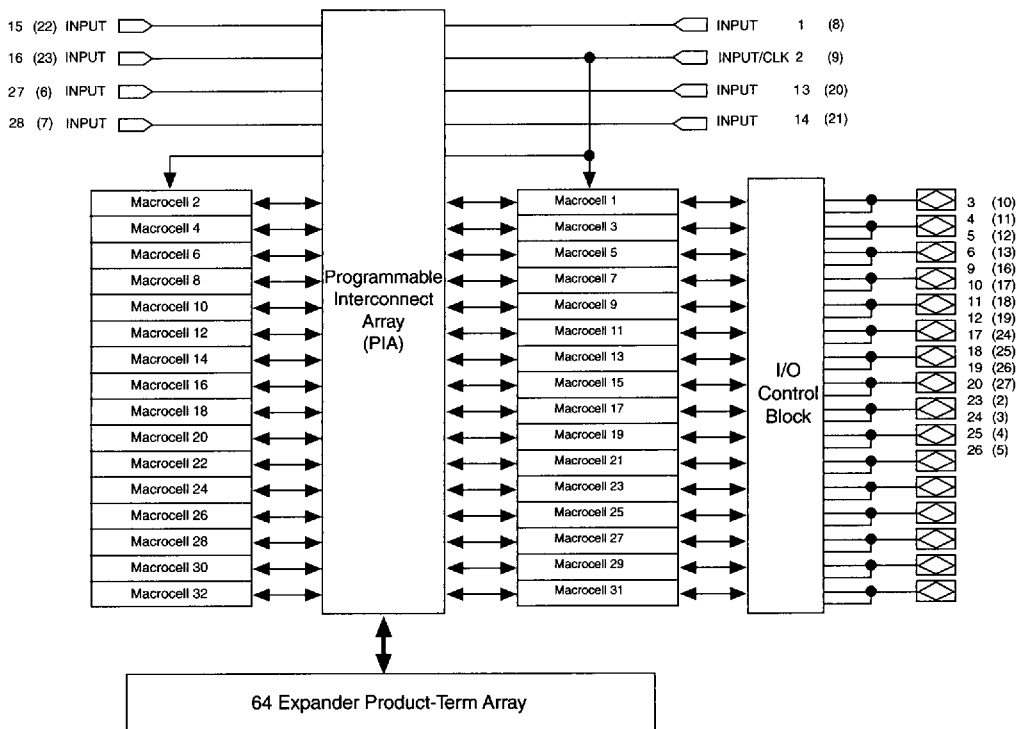 15 (22) INPUT
16 (23) INPUT
27 (6) INPUT
28 (7) INPUT
INPUT 1 (8)
INPUT/CLK 2 (9)
INPUT 13 (20)
INPUT 14 (21)
Macrocell 2
Macrocell 4
Macrocell 6
Macrocell 8
Macrocell 10
Macrocell 12
Macrocell 14
Macrocell 16
Macrocell 18
Macrocell 20
Macrocell 22
Macrocell 24
Macrocell 26
Macrocell 28
Macrocell 30
Macrocell 32
Programmable
Interconnect
Array
(PIA)
Macrocell 1
Macrocell 3
Macrocell 5
Macrocell 7
Macrocell 9
Macrocell 11
Macrocell 13
Macrocell 15
Macrocell 17
Macrocell 19
Macrocell 21
Macrocell 23
Macrocell 25
Macrocell 27
Macrocell 29
Macrocell 31
I/O
Control
Block
3 (10)
4 (11)
5 (12)
6 (13)
9 (16)
10 (17)
11 (18)
12 (19)
17 (24)
18 (25)
19 (26)
20 (27)
23 (2)
24 (3)
25 (4)
26 (5)
64 Expander Product-Term Array